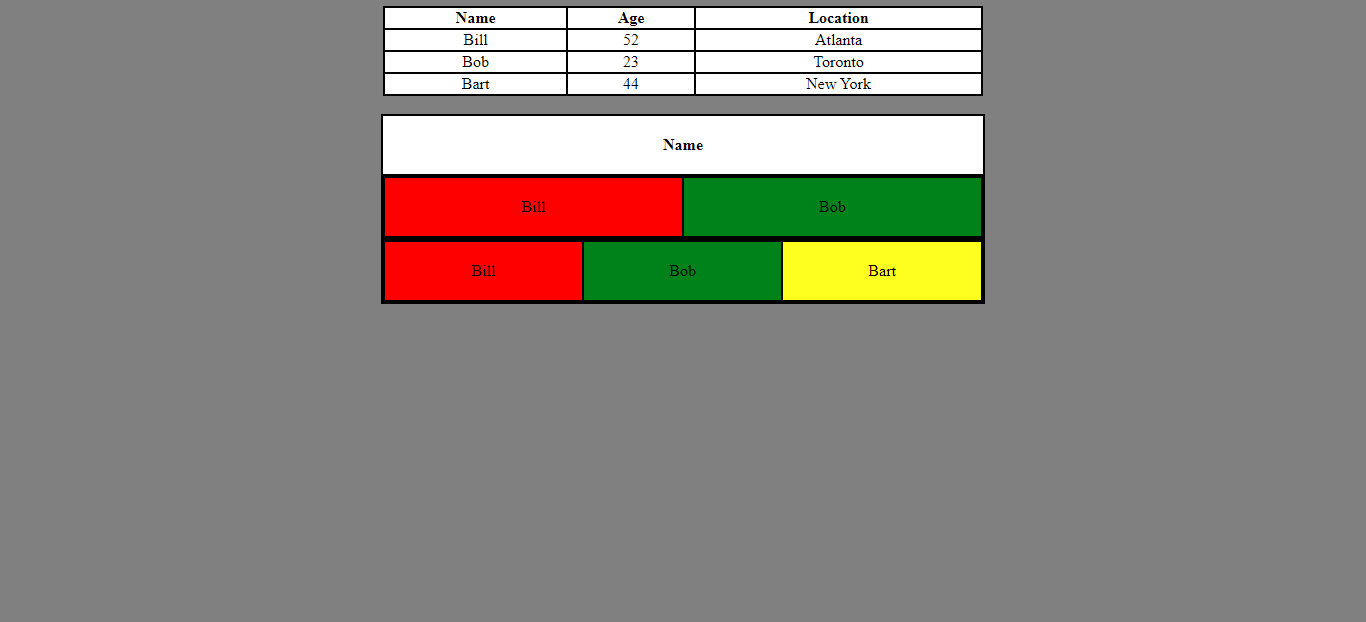 Name Age Location
Bill 52 Atlanta
Bob 23 Toronto
Bart 44 New York
Name
Bill Bob
Bill Bob Bart